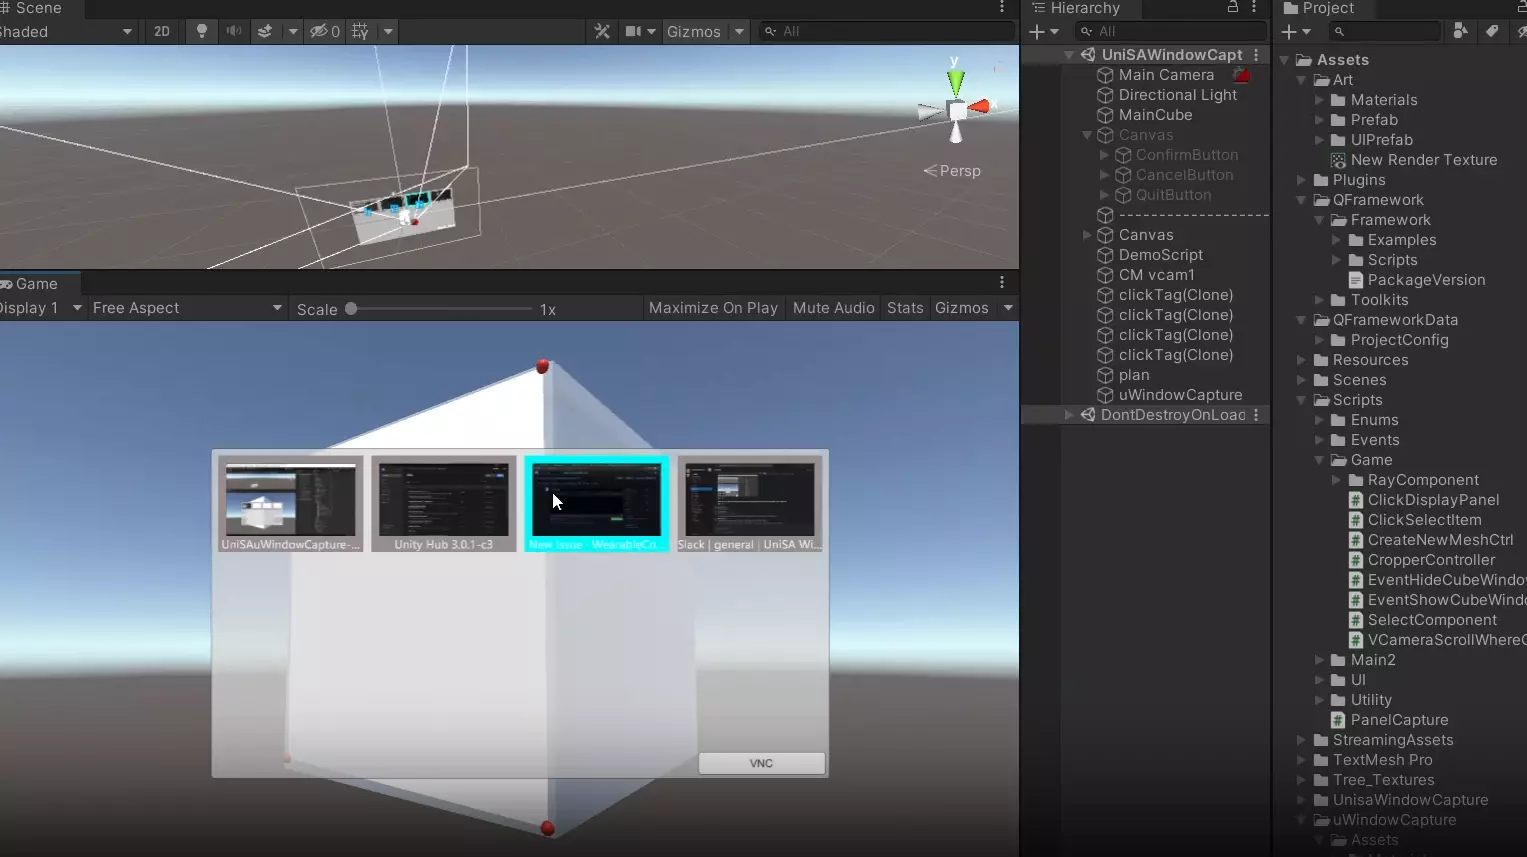 Scene
Shaded
2D
0
Gizmos
All
y
x
Persp
Game
Display 1
Free Aspect
Scale
1x
Maximize On Play
Mute Audio
Stats
Gizmos
UniSAuWindowCapture-...
Unity Hub 3.0.1-c3
New Issue · WearableCo...
Slack | general | UniSA Wi...
VNC
Hierarchy
All
UniSAWindowCapt
Main Camera
Directional Light
MainCube
Canvas
ConfirmButton
CancelButton
QuitButton
------------------
Canvas
DemoScript
CM vcam1
clickTag(Clone)
clickTag(Clone)
clickTag(Clone)
clickTag(Clone)
plan
uWindowCapture
DontDestroyOnLoad
Project
Assets
Art
Materials
Prefab
UIPrefab
New Render Texture
Plugins
QFramework
Framework
Examples
Scripts
PackageVersion
Toolkits
QFrameworkData
ProjectConfig
Resources
Scenes
Scripts
Enums
Events
Game
RayComponent
ClickDisplayPanel
ClickSelectItem
CreateNewMeshCtrl
CropperController
EventHideCubeWindo
EventShowCubeWindo
SelectComponent
VCameraScrollWhereC
Main2
UI
Utility
PanelCapture
StreamingAssets
TextMesh Pro
Tree_Textures
UnisaWindowCapture
uWindowCapture
Assets